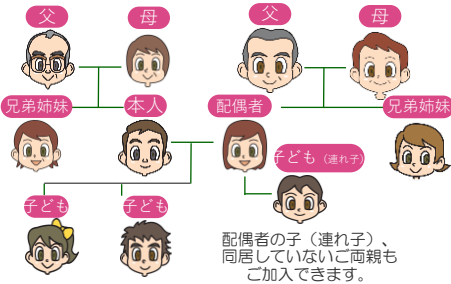 父
母
父
母
兄弟姉妹
本人
配偶者
兄弟姉妹
子ども（連れ子）
子ども
子ども
配偶者の子（連れ子）、
同居していないご両親も
ご加入できます。